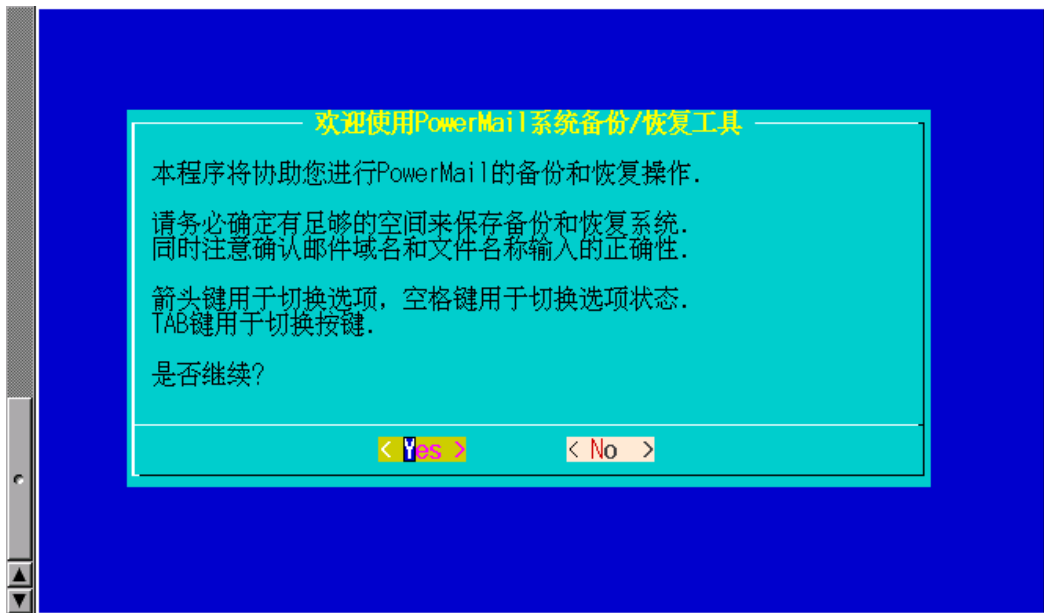 欢迎使用PowerMail系统备份/恢复工具
本程序将协助您进行PowerMail的备份和恢复操作.
请务必确定有足够的空间来保存备份和恢复系统.
同时注意确认邮件域名和文件名称输入的正确性.
箭头键用于切换选项, 空格键用于切换选项状态.
TAB键用于切换按键.
是否继续?
< Yes > < No >